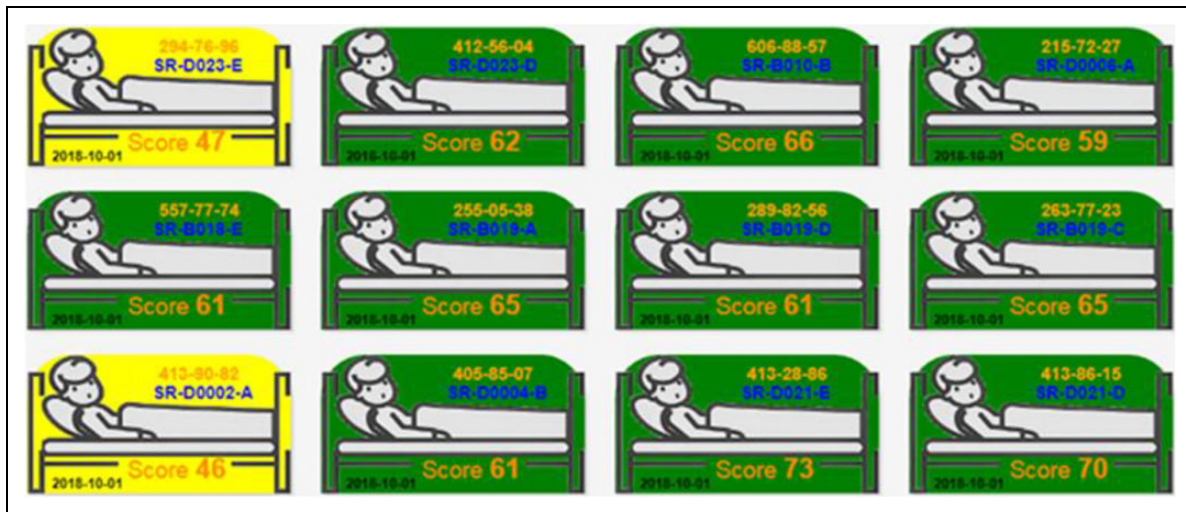 294-76-96
SR-D023-E
Score 47
2018-10-01
412-56-04
SR-D023-D
Score 62
2018-10-01
606-88-57
SR-B010-B
Score 66
2018-10-01
215-72-27
SR-D0006-A
Score 59
2018-10-01
557-77-74
SR-B018-E
Score 61
2018-10-01
255-05-38
SR-B019-A
Score 65
2018-10-01
289-82-56
SR-B019-D
Score 61
2018-10-01
263-77-23
SR-B019-C
Score 65
2018-10-01
413-90-82
SR-D0002-A
Score 46
2018-10-01
405-85-07
SR-D0004-B
Score 61
2018-10-01
413-28-86
SR-D021-E
Score 73
2018-10-01
413-86-15
SR-D021-D
Score 70
2018-10-01